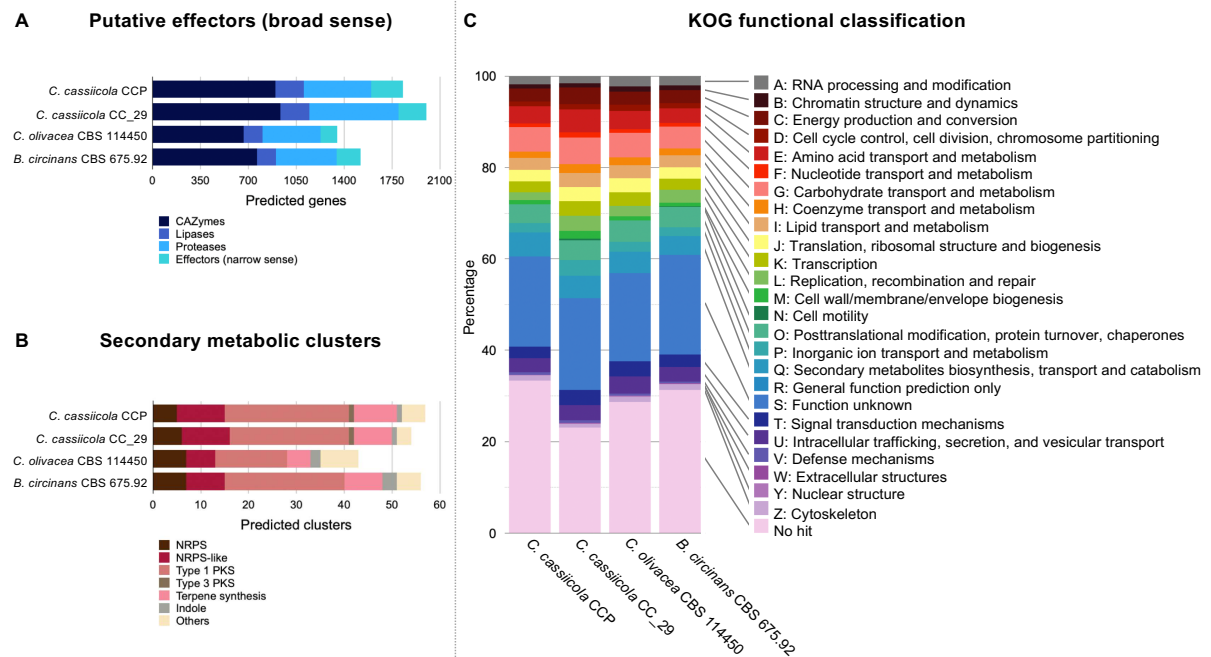 A
Putative effectors (broad sense)
C. cassiicola CCP
C. cassiicola CC_29
C. olivacea CBS 114450
B. circinans CBS 675.92
0 350 700 1050 1400 1750 2100
Predicted genes
CAZymes
Lipases
Proteases
Effectors (narrow sense)
B
Secondary metabolic clusters
C. cassiicola CCP
C. cassiicola CC_29
C. olivacea CBS 114450
B. circinans CBS 675.92
0 10 20 30 40 50 60
Predicted clusters
NRPS
NRPS-like
Type 1 PKS
Type 3 PKS
Terpene synthesis
Indole
Others
C
KOG functional classification
Percentage
100
80
60
40
20
0
C. cassiicola CCP
C. cassiicola CC_29
C. olivacea CBS 114450
B. circinans CBS 675.92
A: RNA processing and modification
B: Chromatin structure and dynamics
C: Energy production and conversion
D: Cell cycle control, cell division, chromosome partitioning
E: Amino acid transport and metabolism
F: Nucleotide transport and metabolism
G: Carbohydrate transport and metabolism
H: Coenzyme transport and metabolism
I: Lipid transport and metabolism
J: Translation, ribosomal structure and biogenesis
K: Transcription
L: Replication, recombination and repair
M: Cell wall/membrane/envelope biogenesis
N: Cell motility
O: Posttranslational modification, protein turnover, chaperones
P: Inorganic ion transport and metabolism
Q: Secondary metabolites biosynthesis, transport and catabolism
R: General function prediction only
S: Function unknown
T: Signal transduction mechanisms
U: Intracellular trafficking, secretion, and vesicular transport
V: Defense mechanisms
W: Extracellular structures
Y: Nuclear structure
Z: Cytoskeleton
No hit